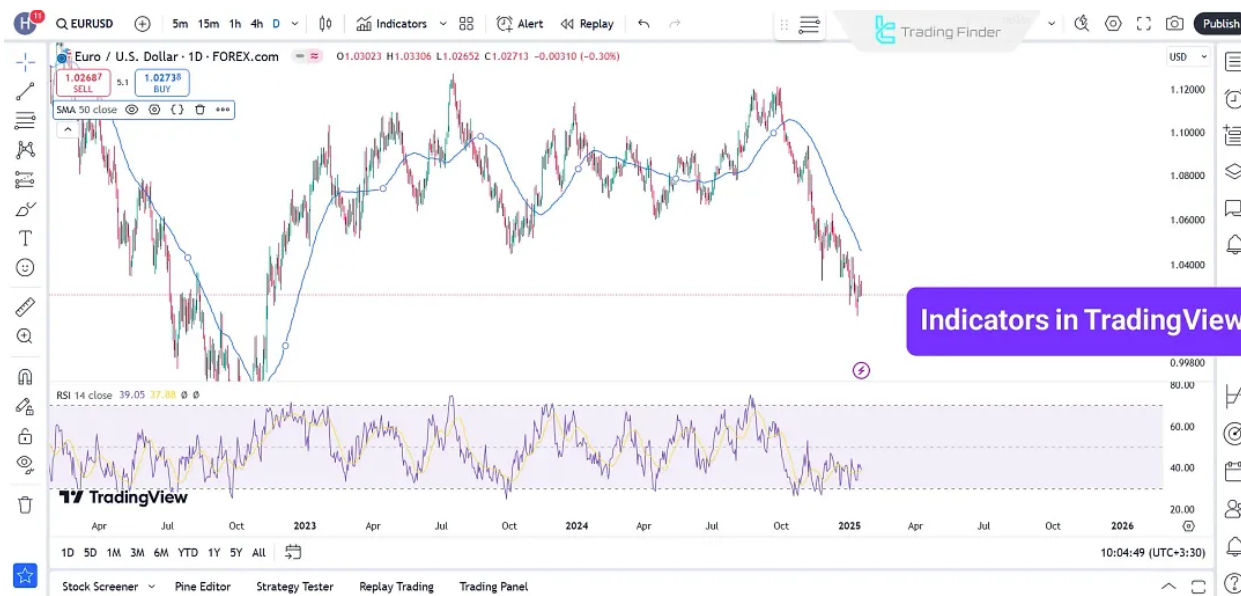 H 11 EURUSD 5m 15m 1h 4h D Indicators Alert Replay Trading Finder Publish
Euro / U.S. Dollar · 1D · FOREX.com O1.03023 H1.03306 L1.02652 C1.02713 −0.00310 (−0.30%) USD
1.02687 5.1 1.02738
SELL BUY
SMA 50 close
1.12000
1.10000
1.08000
1.06000
1.04000
Indicators in TradingView
0.99800
80.00
RSI 14 close 39.05 37.88 Ø Ø
60.00
40.00
TradingView
20.00
Apr Jul Oct 2023 Apr Jul Oct 2024 Apr Jul Oct 2025 Apr Jul Oct 2026
1D 5D 1M 3M 6M YTD 1Y 5Y All 10:04:49 (UTC+3:30)
Stock Screener Pine Editor Strategy Tester Replay Trading Trading Panel